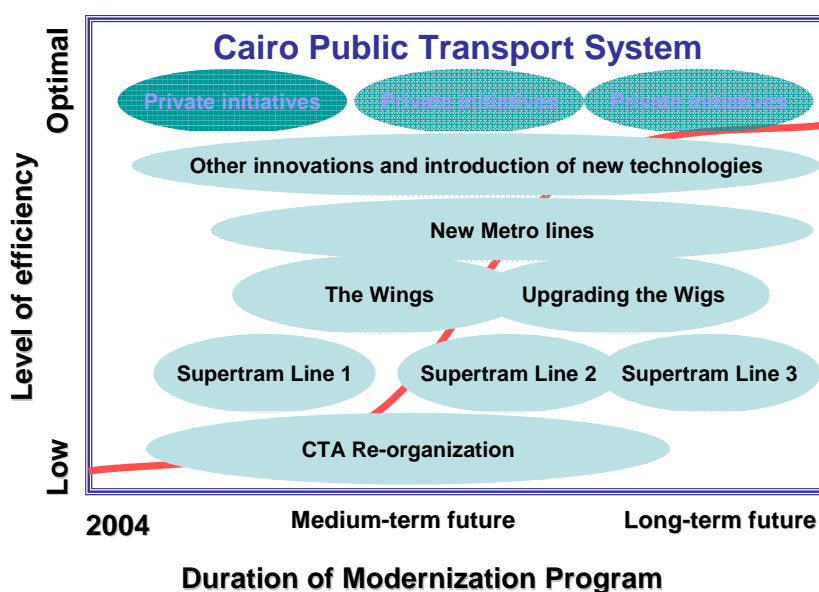 Cairo Public Transport System
Optimal
Level of efficiency
Low
Private initiatives
Private initiatives
Private initiatives
Other innovations and introduction of new technologies
New Metro lines
The Wings
Upgrading the Wigs
Supertram Line 1
Supertram Line 2
Supertram Line 3
CTA Re-organization
2004
Medium-term future
Long-term future
Duration of Modernization Program